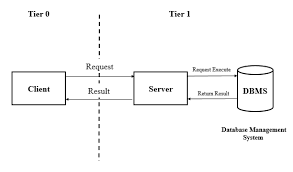 Tier 0
Tier 1
Request
Request Execute
Client
Server
DBMS
Result
Return Result
Database Management
System